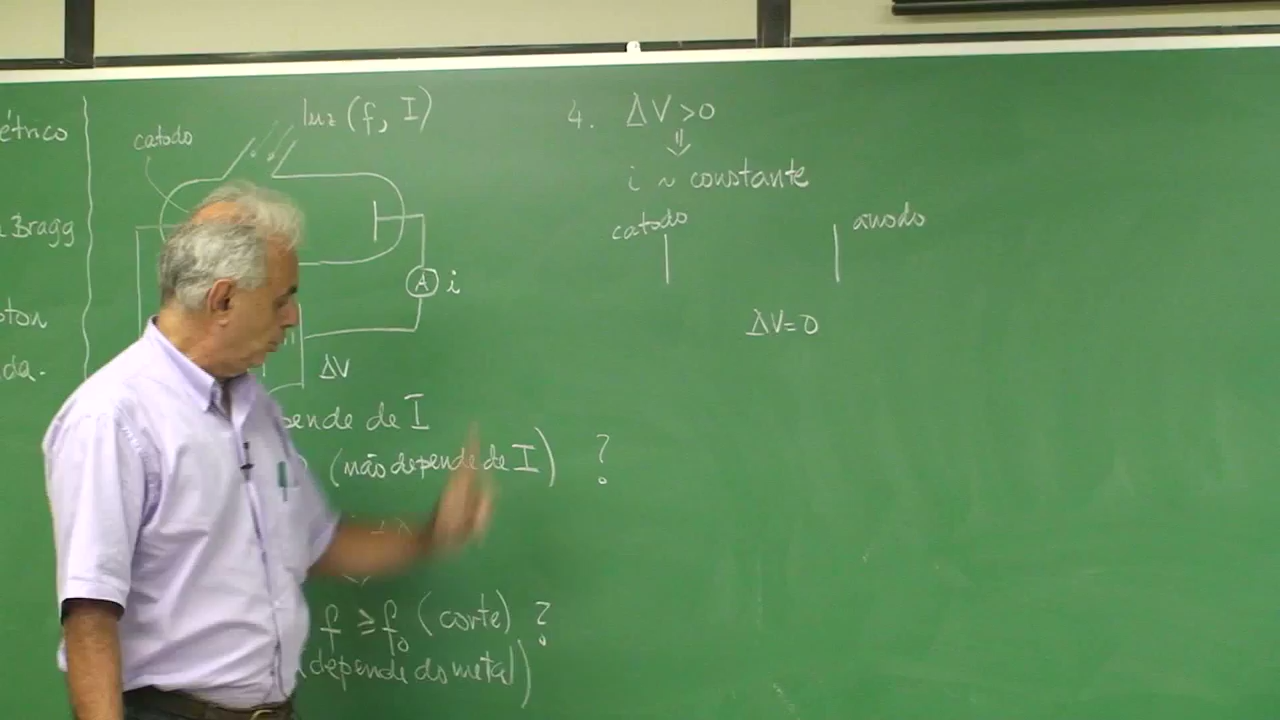 étrico
Bragg
ton
da.
catodo
luz (f, I)
A i
ΔV
pende de I
(não depende de I) ?
f ≥ f₀ (corte) ?
depende do metal)
4. ΔV > 0
⇓
i ~ constante
catodo
anodo
ΔV = 0